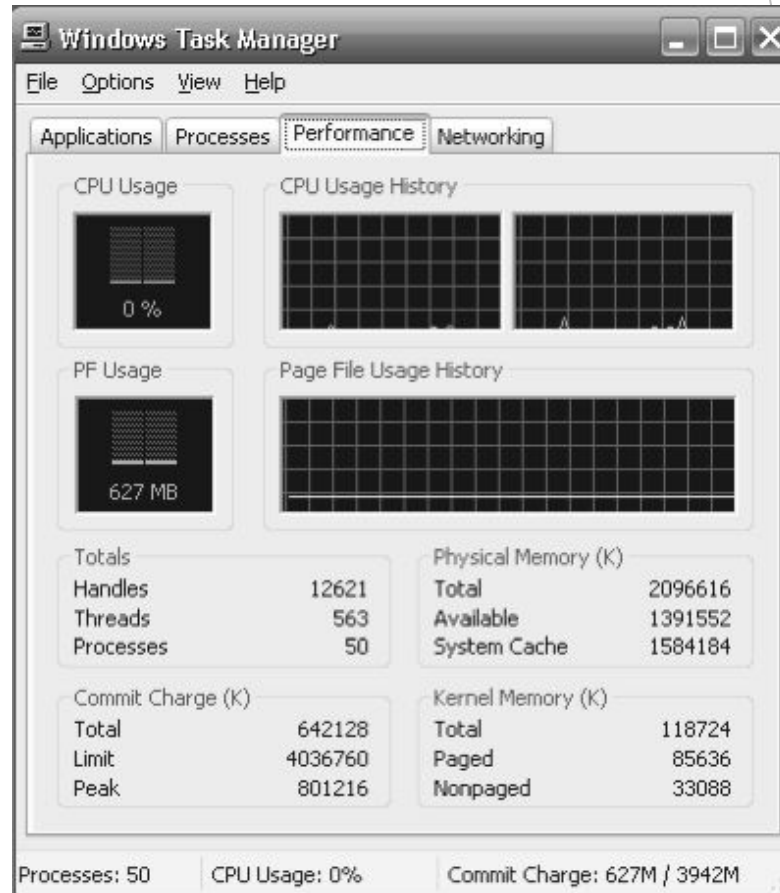 Windows Task Manager
File Options View Help
Applications Processes Performance Networking
CPU Usage CPU Usage History
0 %
PF Usage Page File Usage History
627 MB
Totals
Handles 12621
Threads 563
Processes 50
Physical Memory (K)
Total 2096616
Available 1391552
System Cache 1584184
Commit Charge (K)
Total 642128
Limit 4036760
Peak 801216
Kernel Memory (K)
Total 118724
Paged 85636
Nonpaged 33088
Processes: 50 CPU Usage: 0% Commit Charge: 627M / 3942M